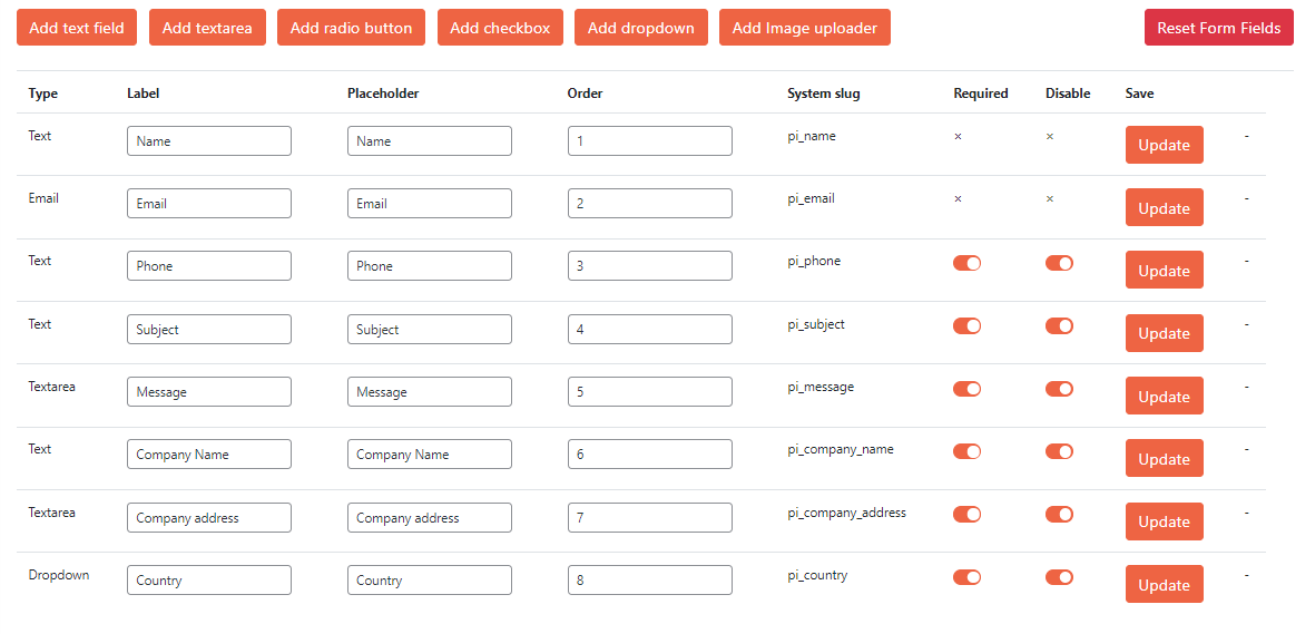 Add text field Add textarea Add radio button Add checkbox Add dropdown Add Image uploader Reset Form Fields
Type Label Placeholder Order System slug Required Disable Save
Text Name Name 1 pi_name × × Update -
Email Email Email 2 pi_email × × Update -
Text Phone Phone 3 pi_phone Update -
Text Subject Subject 4 pi_subject Update -
Textarea Message Message 5 pi_message Update -
Text Company Name Company Name 6 pi_company_name Update -
Textarea Company address Company address 7 pi_company_address Update -
Dropdown Country Country 8 pi_country Update -